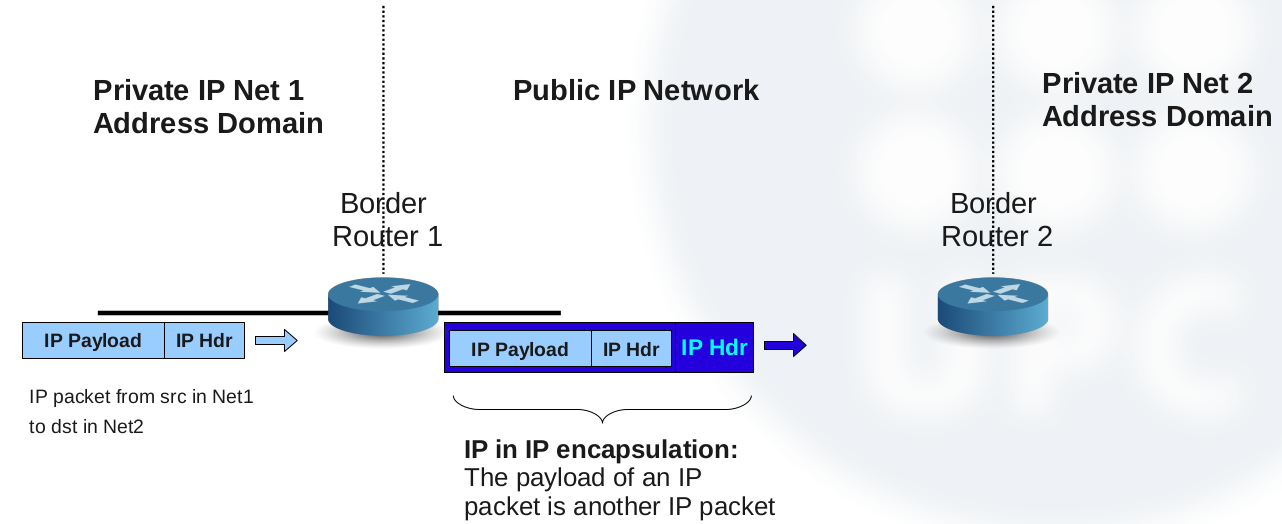 Private IP Net 1
Address Domain
Public IP Network
Private IP Net 2
Address Domain
Border
Router 1
Border
Router 2
IP Payload
IP Hdr
IP Payload
IP Hdr
IP Hdr
IP packet from src in Net1
to dst in Net2
IP in IP encapsulation:
The payload of an IP
packet is another IP packet
UPC